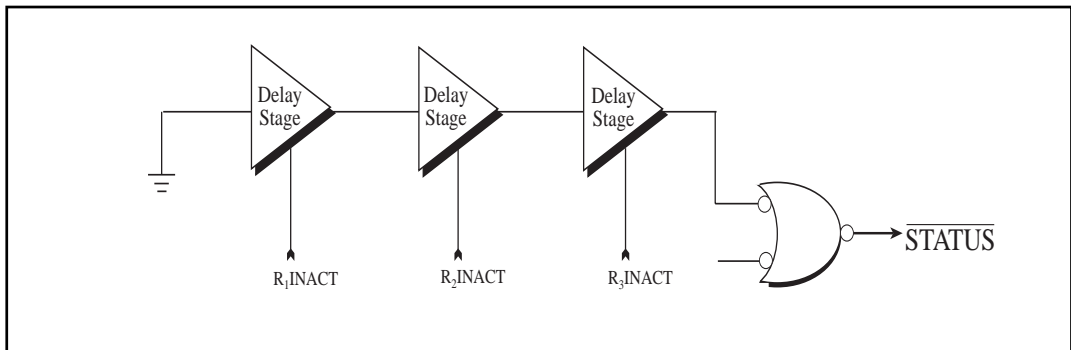 Delay
Stage
Delay
Stage
Delay
Stage
R₁INACT
R₂INACT
R₃INACT
STATUS